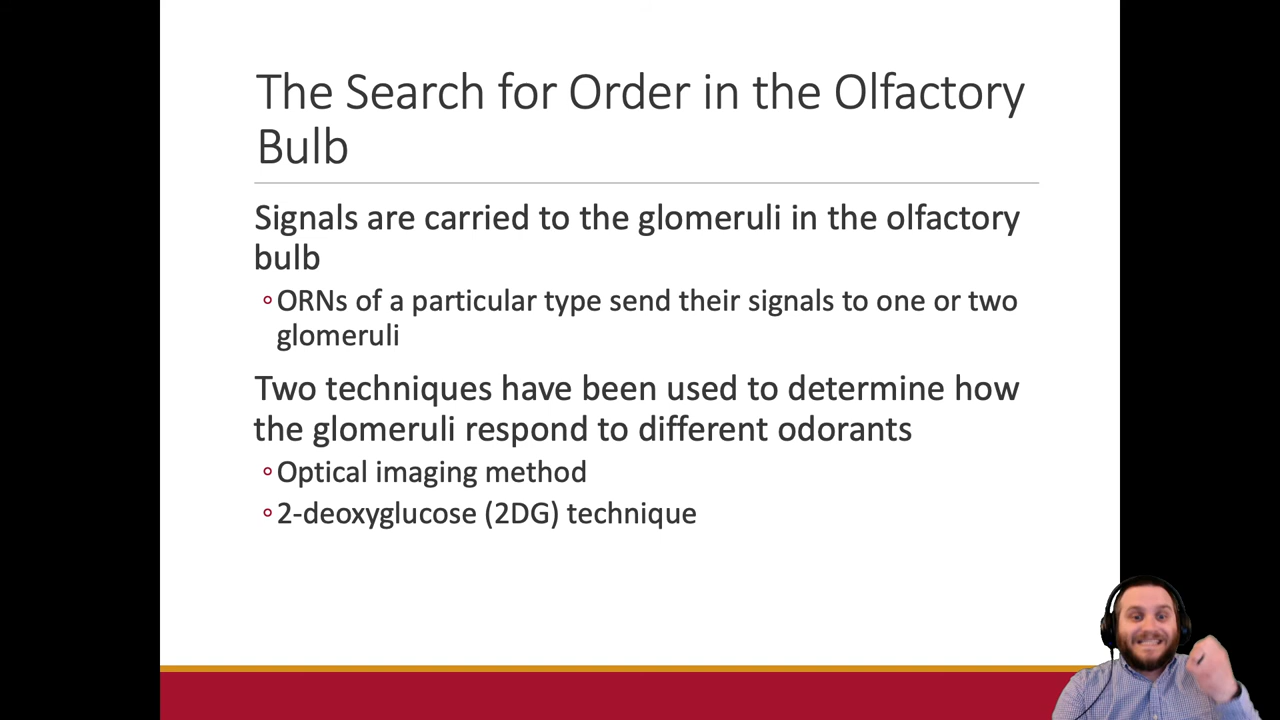 The Search for Order in the Olfactory
Bulb
Signals are carried to the glomeruli in the olfactory
bulb
◦ORNs of a particular type send their signals to one or two
glomeruli
Two techniques have been used to determine how
the glomeruli respond to different odorants
◦Optical imaging method
◦2-deoxyglucose (2DG) technique